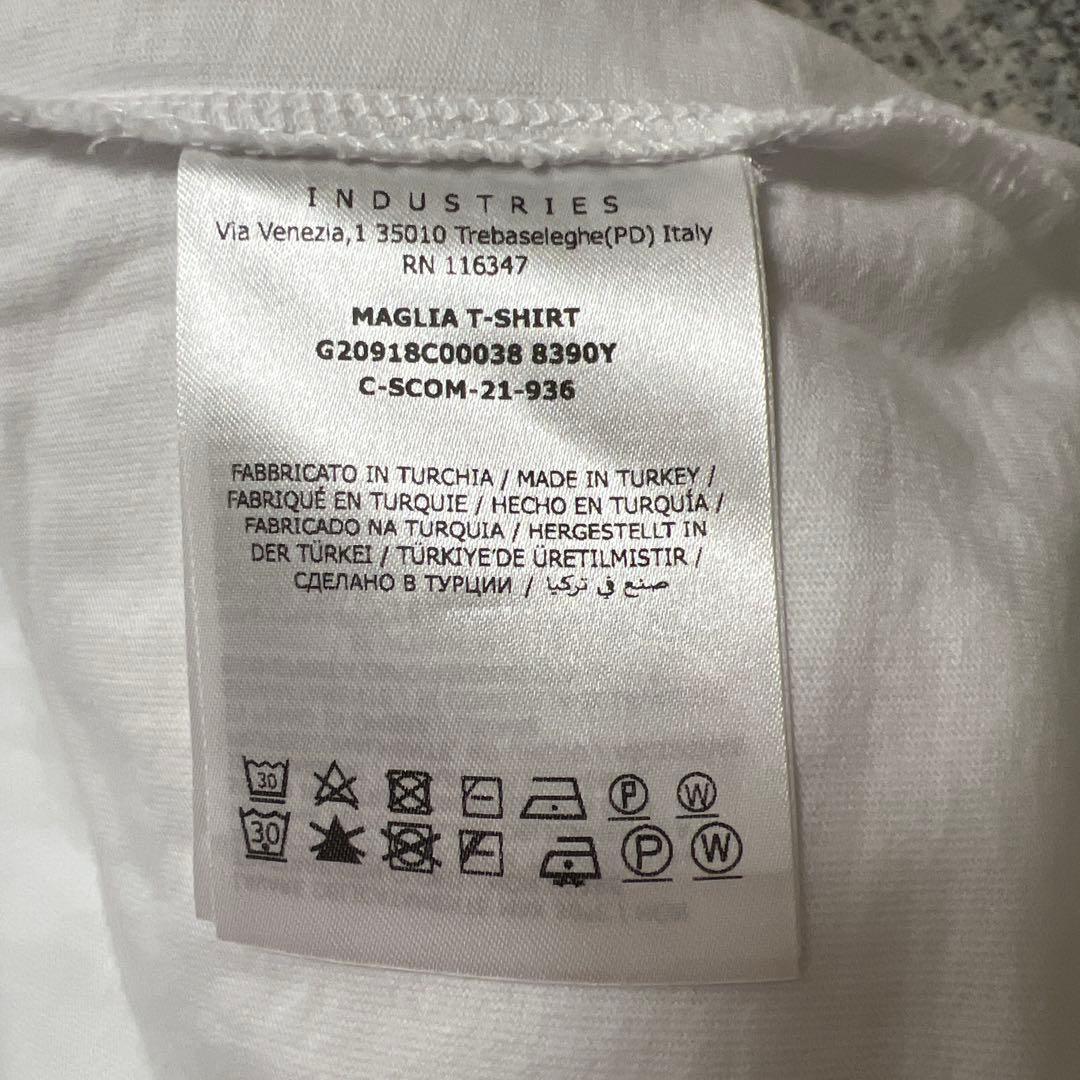 INDUSTRIES
Via Venezia,1 35010 Trebaseleghe(PD) Italy
RN 116347
MAGLIA T-SHIRT
G20918C00038 8390Y
C-SCOM-21-936
FABBRICATO IN TURCHIA / MADE IN TURKEY /
FABRIQUÉ EN TURQUIE / HECHO EN TURQUÍA /
FABRICADO NA TURQUIA / HERGESTELLT IN
DER TÜRKEI / TÜRKIYE'DE ÜRETILMISTIR /
СДЕЛАНО В ТУРЦИИ / صنع في تركيا
30 P W
30 P W